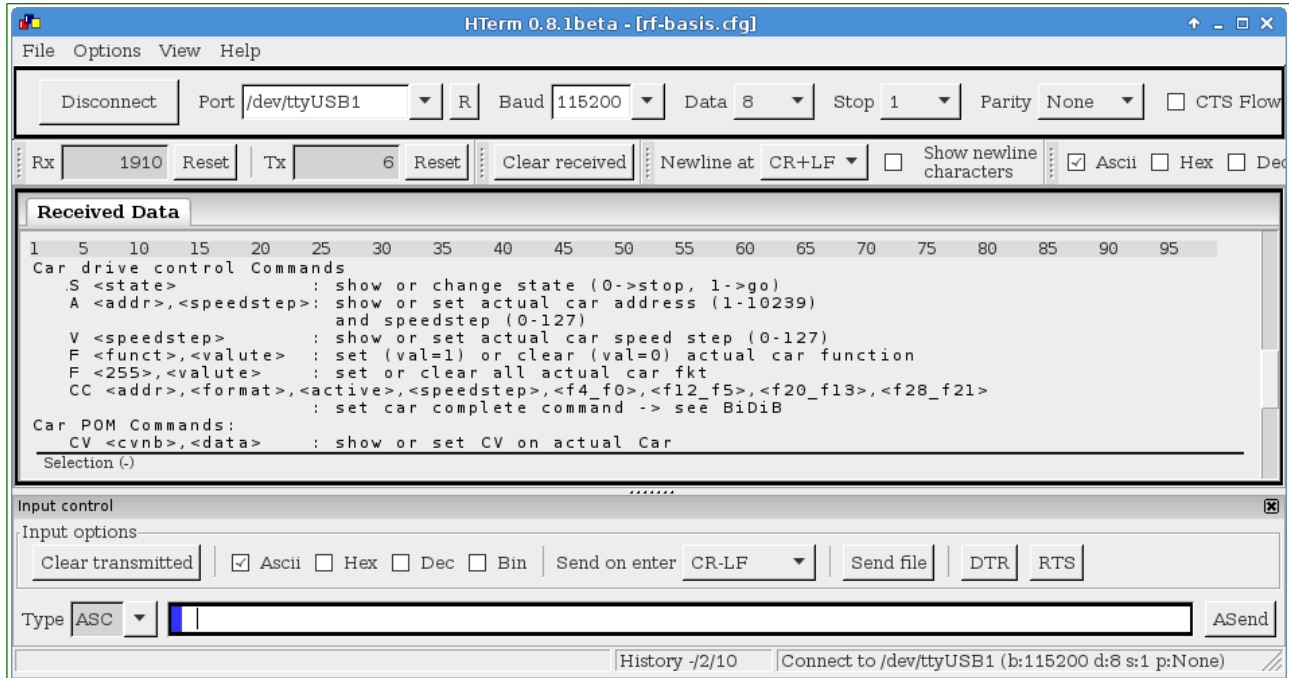 HTerm 0.8.1beta - [rf-basis.cfg]
File Options View Help
Disconnect Port /dev/ttyUSB1 R Baud 115200 Data 8 Stop 1 Parity None CTS Flow
Rx 1910 Reset Tx 6 Reset Clear received Newline at CR+LF Show newline characters Ascii Hex Dec
Received Data
1 5 10 15 20 25 30 35 40 45 50 55 60 65 70 75 80 85 90 95
Car drive control Commands
.S <state> : show or change state (0->stop, 1->go)
A <addr>,<speedstep>: show or set actual car address (1-10239)
and speedstep (0-127)
V <speedstep> : show or set actual car speed step (0-127)
F <funct>,<valute> : set (val=1) or clear (val=0) actual car function
F <255>,<valute> : set or clear all actual car fkt
CC <addr>,<format>,<active>,<speedstep>,<f4_f0>,<f12_f5>,<f20_f13>,<f28_f21>
: set car complete command -> see BiDiB
Car POM Commands:
CV <cvnb>,<data> : show or set CV on actual Car
Selection (-)
Input control
Input options
Clear transmitted Ascii Hex Dec Bin Send on enter CR-LF Send file DTR RTS
Type ASC ASend
History -/2/10 Connect to /dev/ttyUSB1 (b:115200 d:8 s:1 p:None)